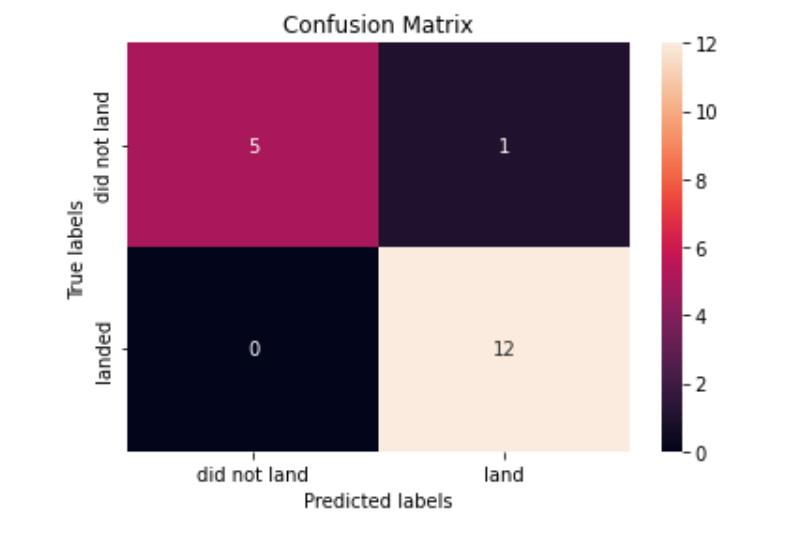 Confusion Matrix
True labels
did not land
landed
5
1
0
12
did not land
land
Predicted labels
12
10
8
6
4
2
0